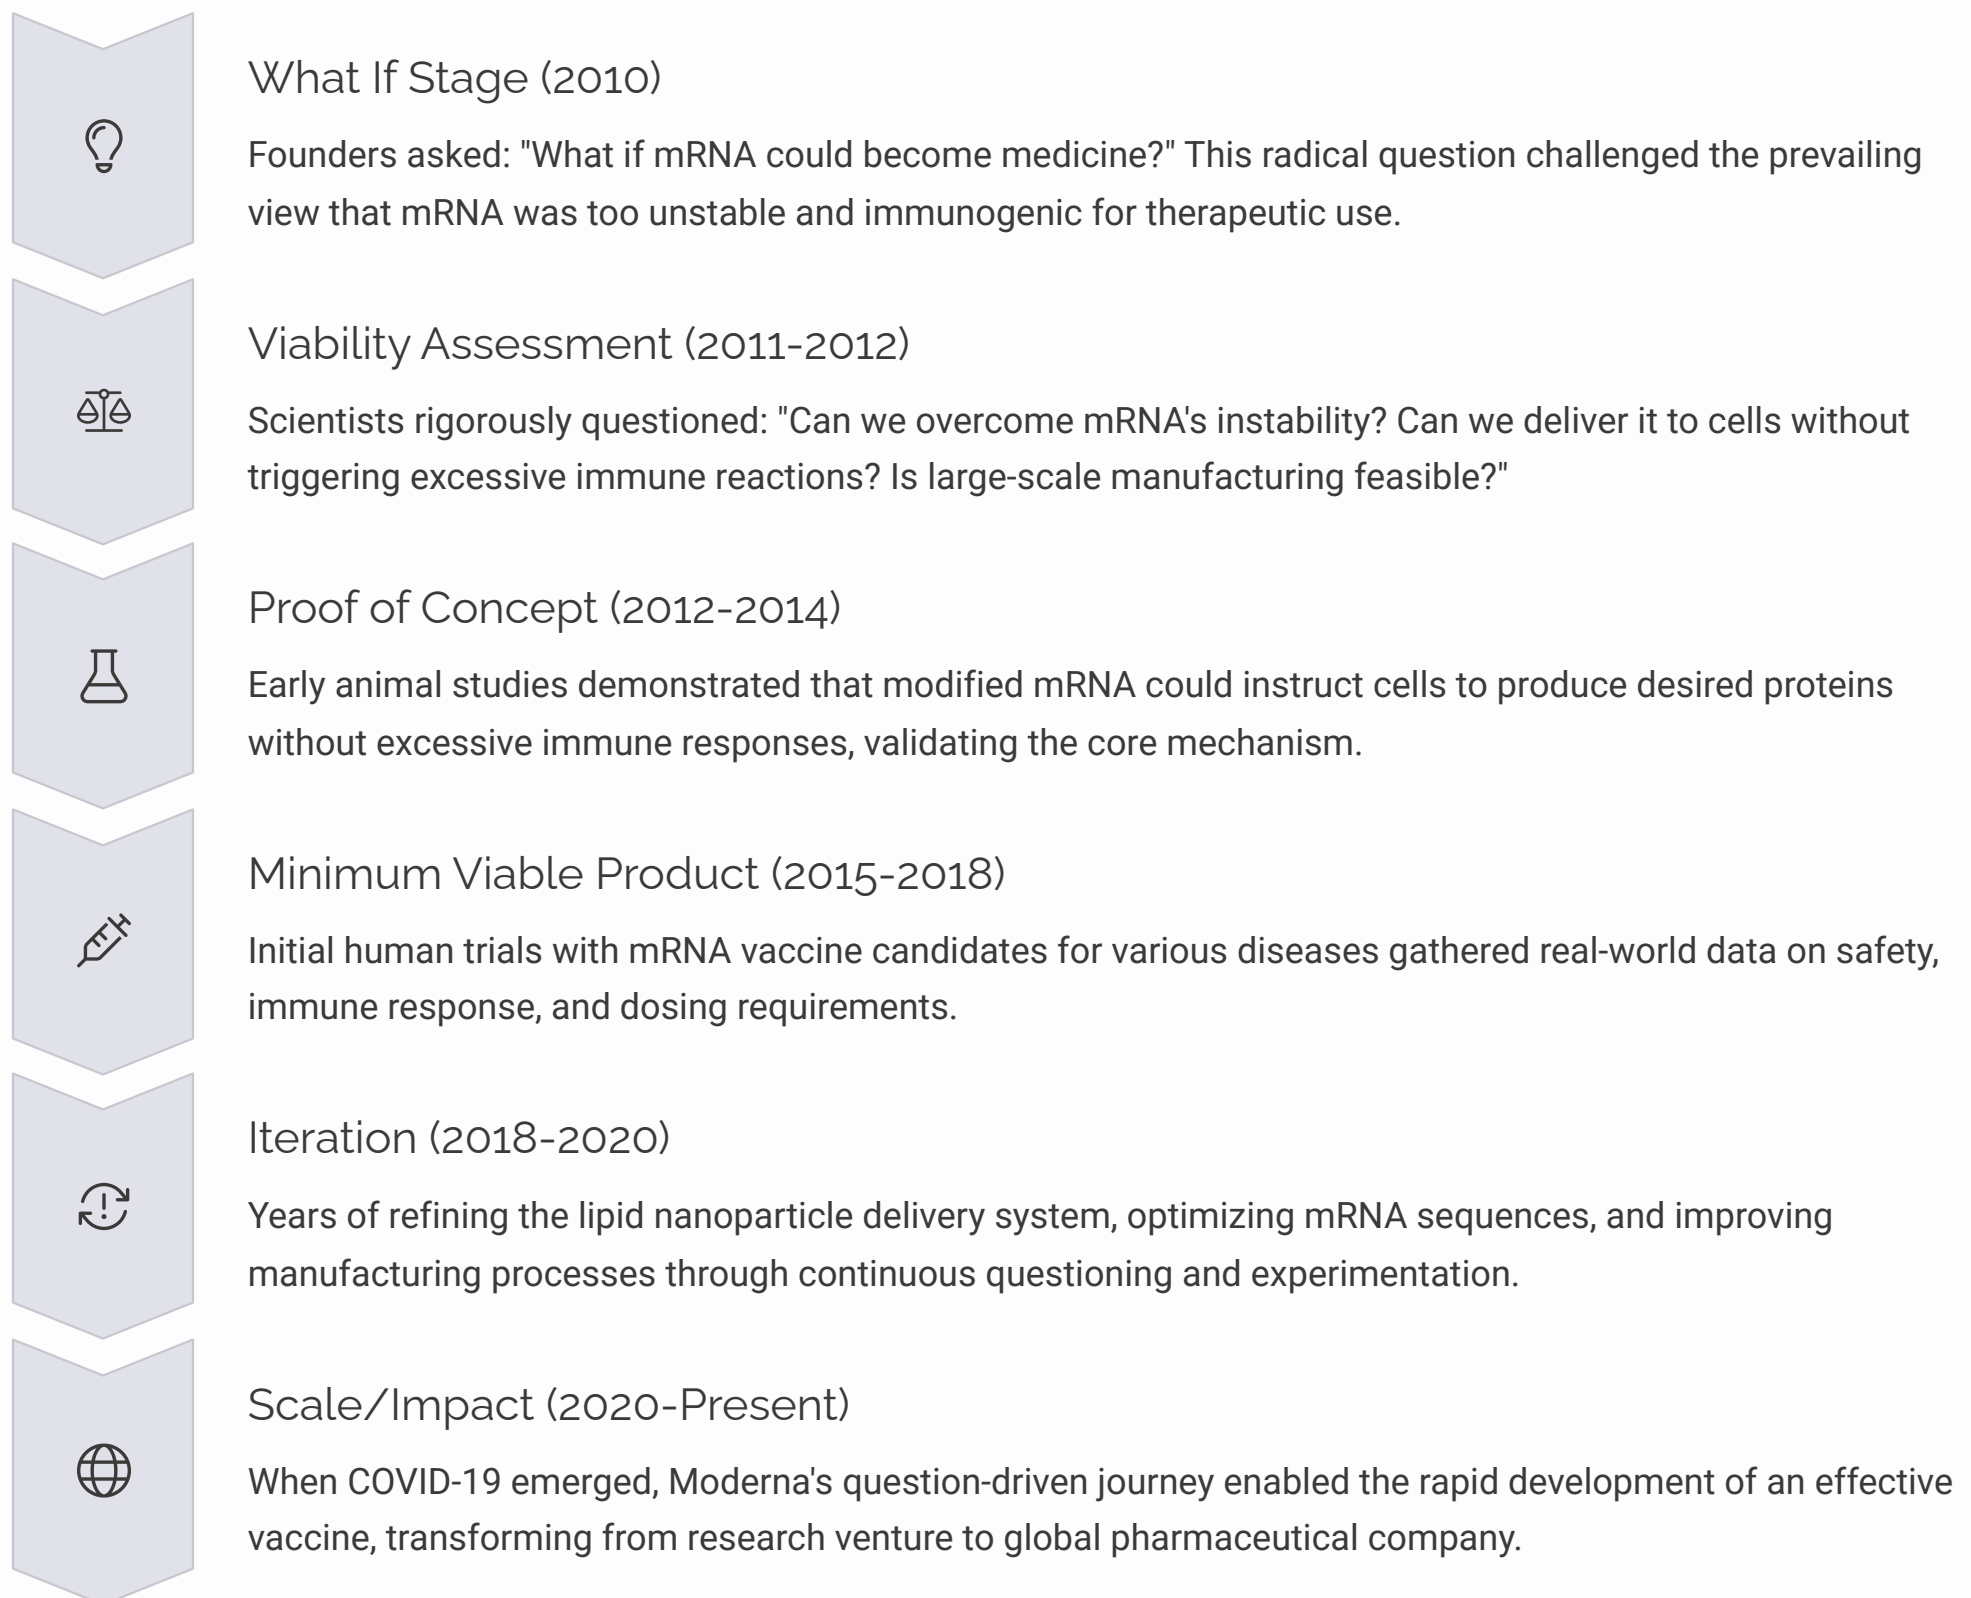 What If Stage (2010)
Founders asked: "What if mRNA could become medicine?" This radical question challenged the prevailing
view that mRNA was too unstable and immunogenic for therapeutic use.
Viability Assessment (2011-2012)
Scientists rigorously questioned: "Can we overcome mRNA's instability? Can we deliver it to cells without
triggering excessive immune reactions? Is large-scale manufacturing feasible?"
Proof of Concept (2012-2014)
Early animal studies demonstrated that modified mRNA could instruct cells to produce desired proteins
without excessive immune responses, validating the core mechanism.
Minimum Viable Product (2015-2018)
Initial human trials with mRNA vaccine candidates for various diseases gathered real-world data on safety,
immune response, and dosing requirements.
Iteration (2018-2020)
Years of refining the lipid nanoparticle delivery system, optimizing mRNA sequences, and improving
manufacturing processes through continuous questioning and experimentation.
Scale/Impact (2020-Present)
When COVID-19 emerged, Moderna's question-driven journey enabled the rapid development of an effective
vaccine, transforming from research venture to global pharmaceutical company.